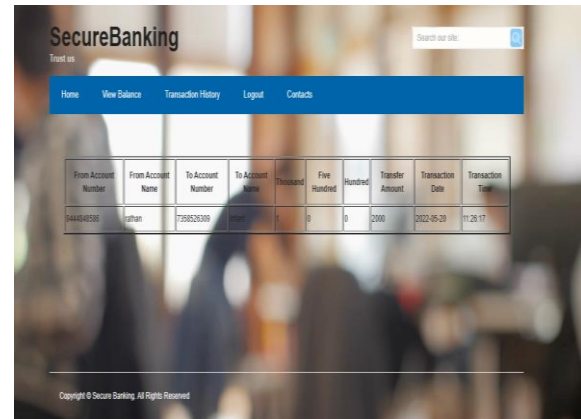 SecureBanking
Trust us
Search our site:
Home View Balance Transaction History Logout Contacts
From Account Number From Account Name To Account Number To Account Name Thousand Five Hundred Hundred Transfer Amount Transaction Date Transaction Time
9444848586 rathan 7358526309 1 0 0 2000 2022-05-20 11:26:17
Copyright © Secure Banking. All Rights Reserved